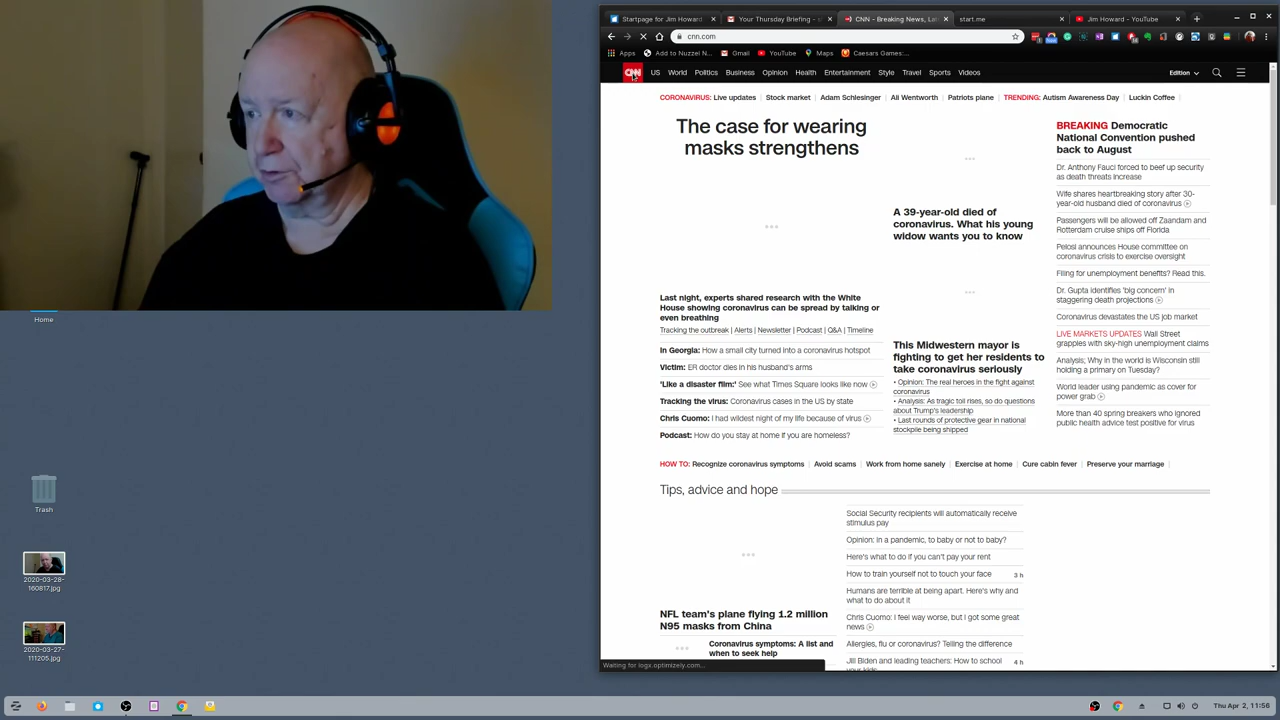 Startpage for Jim Howard
Your Thursday Briefing - s
CNN - Breaking News, Lat
start.me
Jim Howard - YouTube
cnn.com
Apps
Add to Nuzzel N...
Gmail
YouTube
Maps
Caesars Games:...
CNN
US
World
Politics
Business
Opinion
Health
Entertainment
Style
Travel
Sports
Videos
Edition
CORONAVIRUS: Live updates
Stock market
Adam Schlesinger
Ali Wentworth
Patriots plane
TRENDING: Autism Awareness Day
Luckin Coffee
The case for wearing
masks strengthens
Last night, experts shared research with the White
House showing coronavirus can be spread by talking or
even breathing
Tracking the outbreak | Alerts | Newsletter | Podcast | Q&A | Timeline
In Georgia: How a small city turned into a coronavirus hotspot
Victim: ER doctor dies in his husband's arms
'Like a disaster film:' See what Times Square looks like now
Tracking the virus: Coronavirus cases in the US by state
Chris Cuomo: I had wildest night of my life because of virus
Podcast: How do you stay at home if you are homeless?
A 39-year-old died of
coronavirus. What his young
widow wants you to know
This Midwestern mayor is
fighting to get her residents to
take coronavirus seriously
• Opinion: The real heroes in the fight against
coronavirus
• Analysis: As tragic toll rises, so do questions
about Trump's leadership
• Last rounds of protective gear in national
stockpile being shipped
BREAKING Democratic
National Convention pushed
back to August
Dr. Anthony Fauci forced to beef up security
as death threats increase
Wife shares heartbreaking story after 30-
year-old husband died of coronavirus
Passengers will be allowed off Zaandam and
Rotterdam cruise ships off Florida
Pelosi announces House committee on
coronavirus crisis to exercise oversight
Filing for unemployment benefits? Read this.
Dr. Gupta identifies 'big concern' in
staggering death projections
Coronavirus devastates the US job market
LIVE MARKETS UPDATES Wall Street
grapples with sky-high unemployment claims
Analysis: Why in the world is Wisconsin still
holding a primary on Tuesday?
World leader using pandemic as cover for
power grab
More than 40 spring breakers who ignored
public health advice test positive for virus
HOW TO: Recognize coronavirus symptoms
Avoid scams
Work from home sanely
Exercise at home
Cure cabin fever
Preserve your marriage
Tips, advice and hope
NFL team's plane flying 1.2 million
N95 masks from China
Coronavirus symptoms: A list and
when to seek help
Social Security recipients will automatically receive
stimulus pay
Opinion: In a pandemic, to baby or not to baby?
Here's what to do if you can't pay your rent
How to train yourself not to touch your face
3 h
Humans are terrible at being apart. Here's why and
what to do about it
Chris Cuomo: I feel way worse, but I got some great
news
Allergies, flu or coronavirus? Telling the difference
Jill Biden and leading teachers: How to school
your kids
4 h
Waiting for logx.optimizely.com...
Home
Trash
2020-03-28-
160817.jpg
2020-03-27-
111205.jpg
Thu Apr 2, 11:56